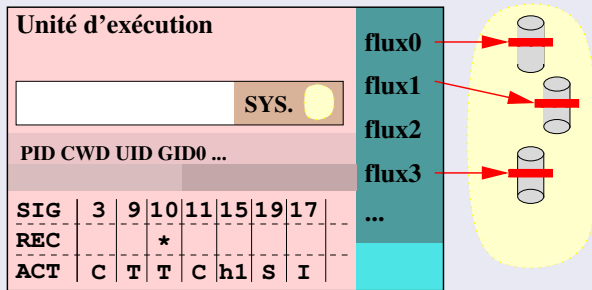 Unité d’exécution
SYS.
PID CWD UID GID0 ...
SIG 3 9 10 11 15 19 17
REC *
ACT C T T C h1 S I
flux0
flux1
flux2
flux3
...